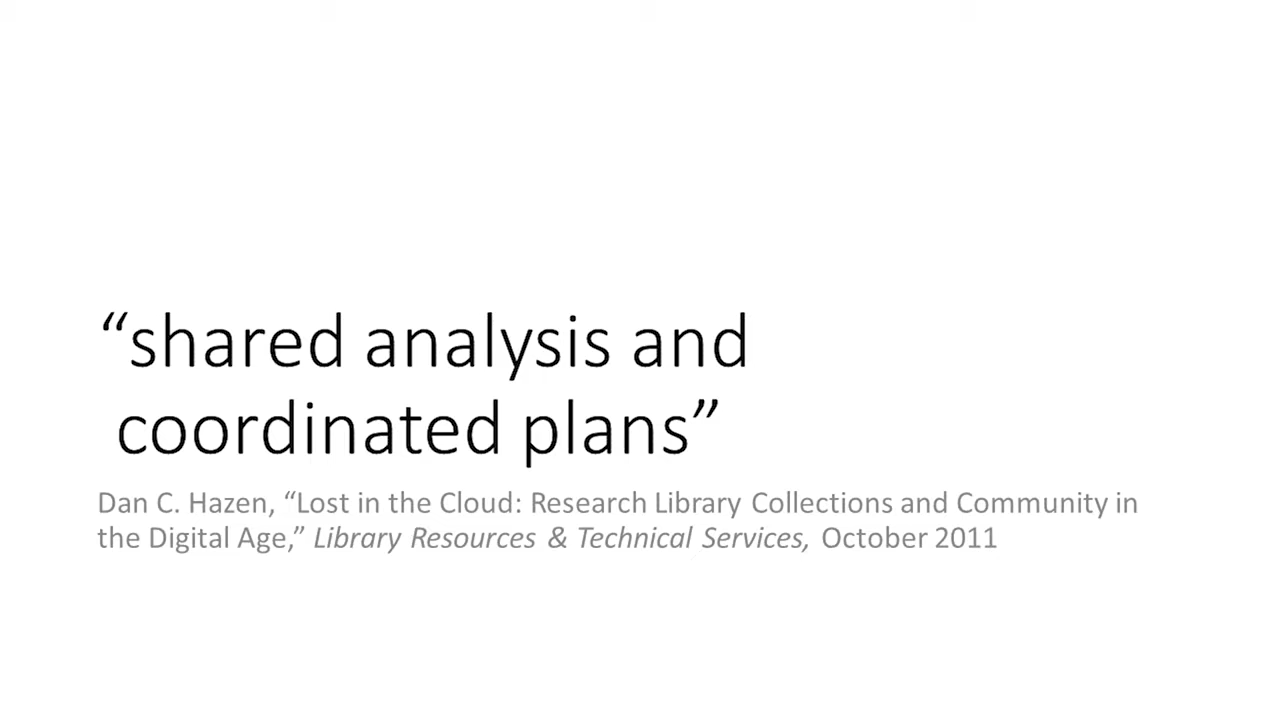 “shared analysis and
coordinated plans”
Dan C. Hazen, “Lost in the Cloud: Research Library Collections and Community in
the Digital Age,” Library Resources & Technical Services, October 2011